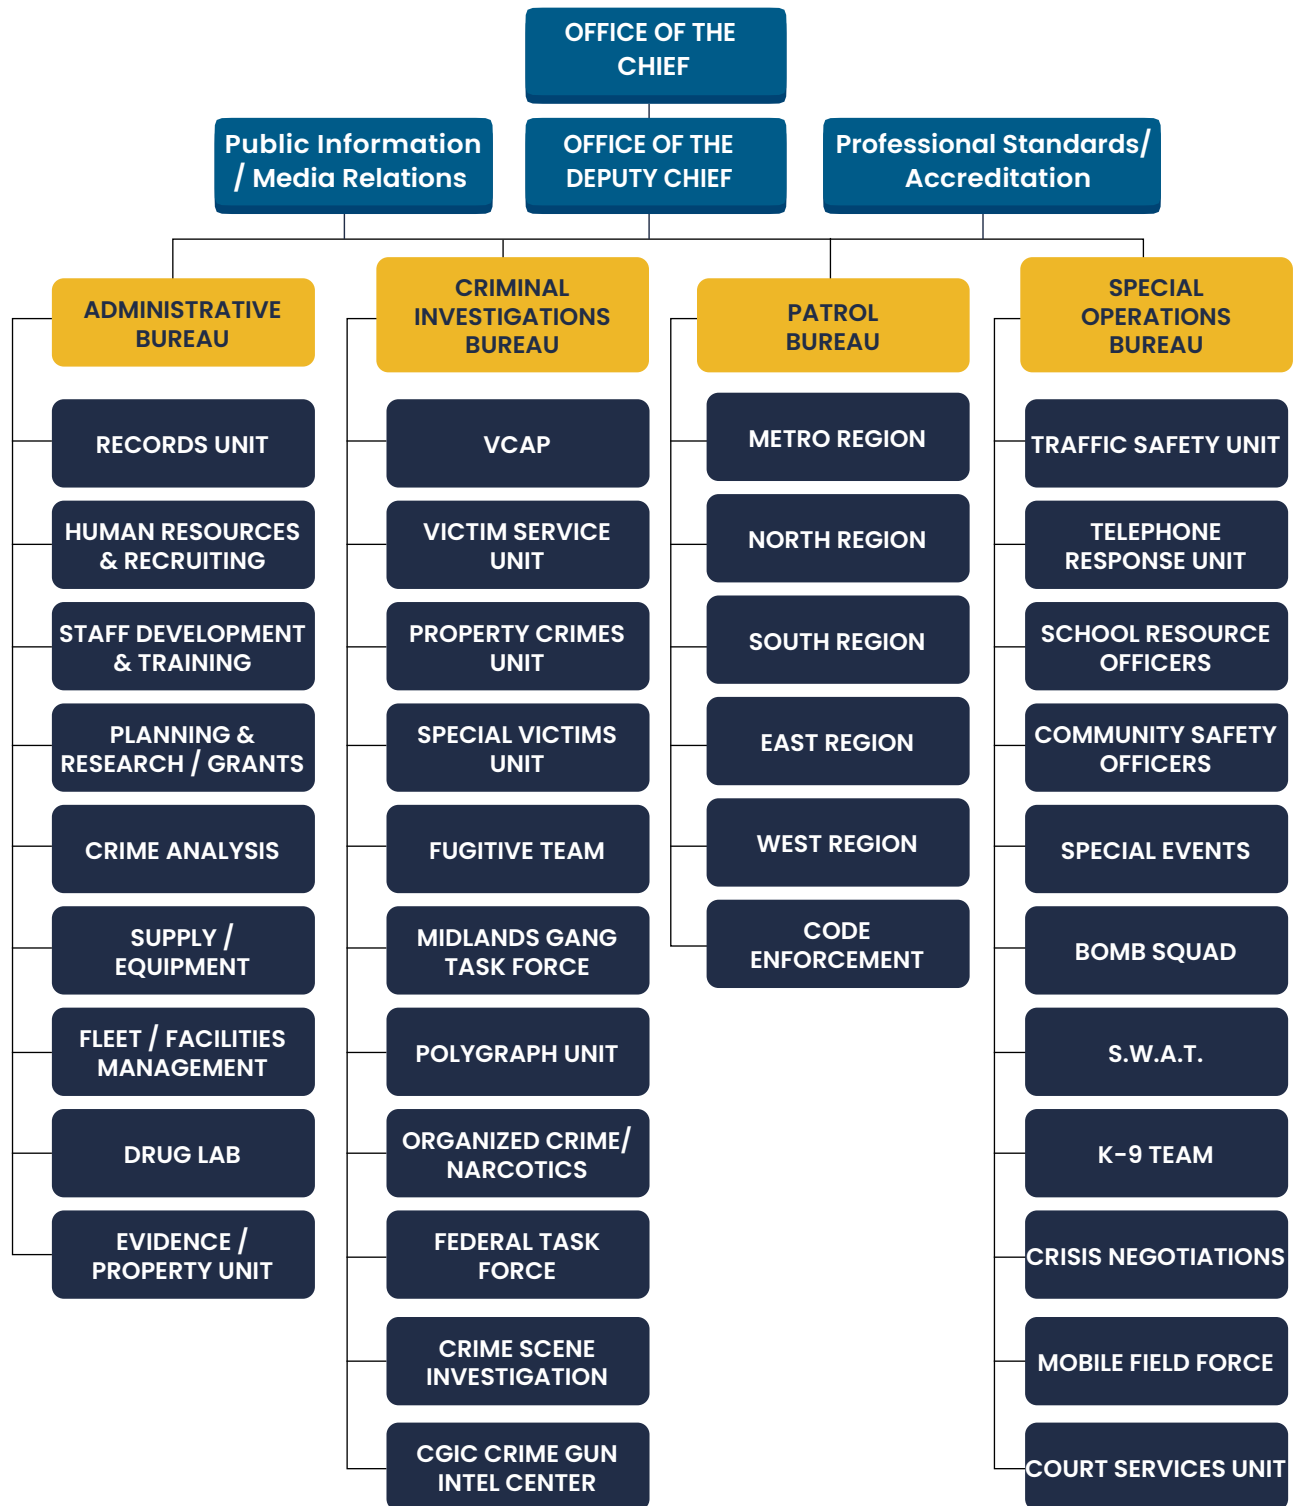 OFFICE OF THE
CHIEF
Public Information
/ Media Relations
OFFICE OF THE
DEPUTY CHIEF
Professional Standards/
Accreditation
ADMINISTRATIVE
BUREAU
RECORDS UNIT
HUMAN RESOURCES
& RECRUITING
STAFF DEVELOPMENT
& TRAINING
PLANNING &
RESEARCH / GRANTS
CRIME ANALYSIS
SUPPLY /
EQUIPMENT
FLEET / FACILITIES
MANAGEMENT
DRUG LAB
EVIDENCE /
PROPERTY UNIT
CRIMINAL
INVESTIGATIONS
BUREAU
VCAP
VICTIM SERVICE
UNIT
PROPERTY CRIMES
UNIT
SPECIAL VICTIMS
UNIT
FUGITIVE TEAM
MIDLANDS GANG
TASK FORCE
POLYGRAPH UNIT
ORGANIZED CRIME/
NARCOTICS
FEDERAL TASK
FORCE
CRIME SCENE
INVESTIGATION
CGIC CRIME GUN
INTEL CENTER
PATROL
BUREAU
METRO REGION
NORTH REGION
SOUTH REGION
EAST REGION
WEST REGION
CODE
ENFORCEMENT
SPECIAL
OPERATIONS
BUREAU
TRAFFIC SAFETY UNIT
TELEPHONE
RESPONSE UNIT
SCHOOL RESOURCE
OFFICERS
COMMUNITY SAFETY
OFFICERS
SPECIAL EVENTS
BOMB SQUAD
S.W.A.T.
K-9 TEAM
CRISIS NEGOTIATIONS
MOBILE FIELD FORCE
COURT SERVICES UNIT